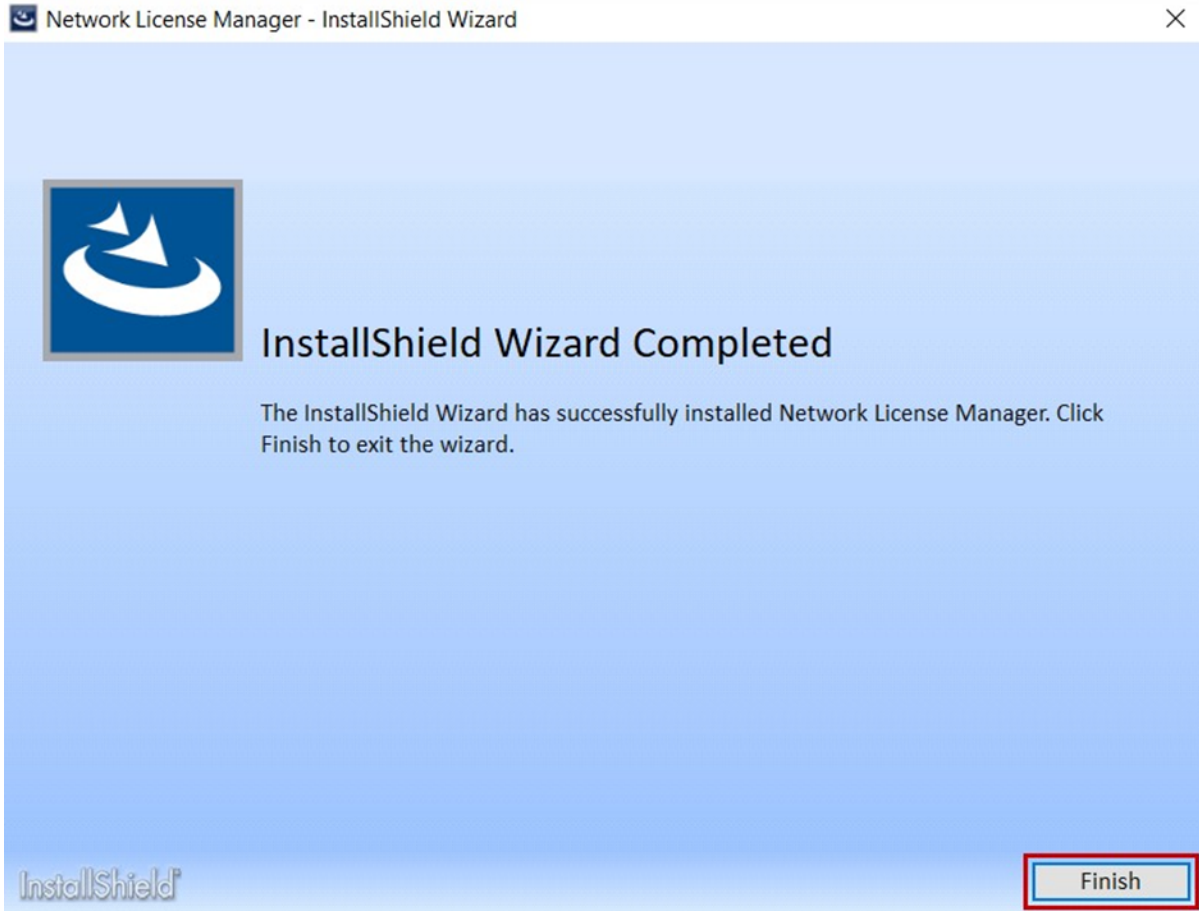 Network License Manager - InstallShield Wizard
InstallShield Wizard Completed
The InstallShield Wizard has successfully installed Network License Manager. Click
Finish to exit the wizard.
InstallShield®
Finish